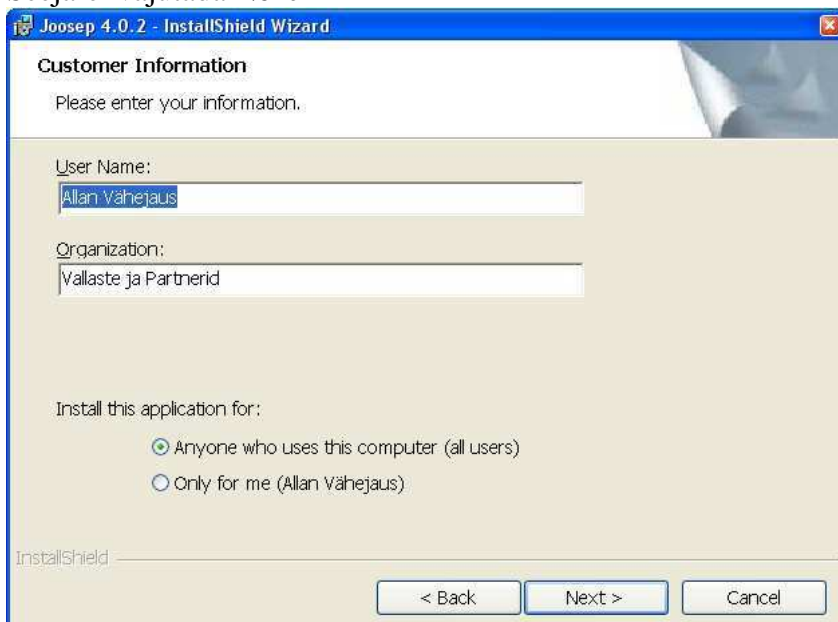 Joosep 4.0.2 - InstallShield Wizard
Customer Information
Please enter your information.
User Name:
Allan Vähejaus
Organization:
Vallaste ja Partnerid
Install this application for:
Anyone who uses this computer (all users)
Only for me (Allan Vähejaus)
InstallShield
< Back Next > Cancel